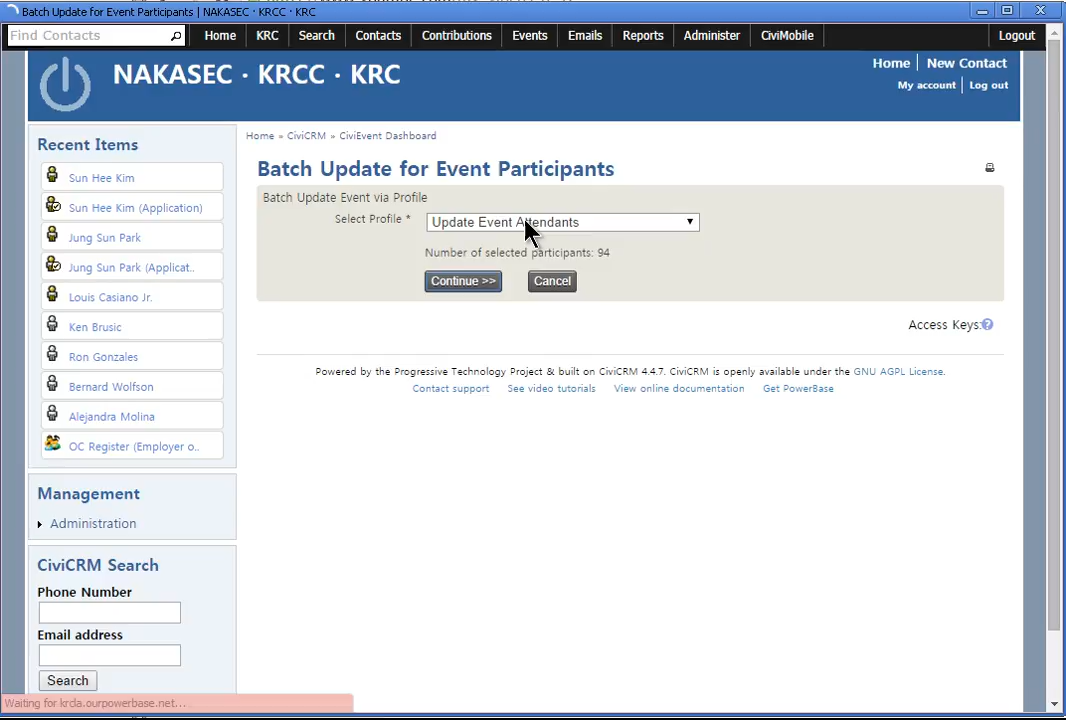 Batch Update for Event Participants | NAKASEC · KRCC · KRC
Find Contacts Home KRC Search Contacts Contributions Events Emails Reports Administer CiviMobile Logout
NAKASEC · KRCC · KRC
Home New Contact
My account Log out
Home » CiviCRM » CiviEvent Dashboard
Recent Items
Sun Hee Kim
Sun Hee Kim (Application)
Jung Sun Park
Jung Sun Park (Applicat..
Louis Casiano Jr.
Ken Brusic
Ron Gonzales
Bernard Wolfson
Alejandra Molina
OC Register (Employer o..
Management
Administration
CiviCRM Search
Phone Number
Email address
Search
Batch Update for Event Participants
Batch Update Event via Profile
Select Profile * Update Event Attendants
Number of selected participants: 94
Continue >> Cancel
Access Keys:?
Powered by the Progressive Technology Project & built on CiviCRM 4.4.7. CiviCRM is openly available under the GNU AGPL License.
Contact support See video tutorials View online documentation Get PowerBase
Waiting for krcla.ourpowerbase.net...